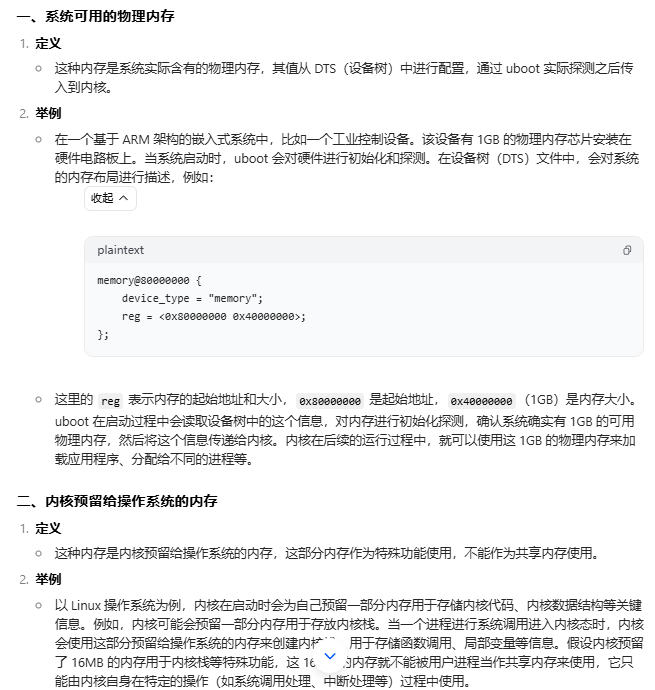 一、系统可用的物理内存
1. 定义
这种内存是系统实际含有的物理内存，其值从 DTS（设备树）中进行配置，通过 uboot 实际探测之后传
入到内核。
2. 举例
在一个基于 ARM 架构的嵌入式系统中，比如一个工业控制设备。该设备有 1GB 的物理内存芯片安装在
硬件电路板上。当系统启动时，uboot 会对硬件进行初始化和探测。在设备树（DTS）文件中，会对系统
的内存布局进行描述，例如：
收起
plaintext
memory@80000000 {
    device_type = "memory";
    reg = <0x80000000 0x40000000>;
};
这里的 reg 表示内存的起始地址和大小，0x80000000 是起始地址，0x40000000（1GB）是内存大小。
uboot 在启动过程中会读取设备树中的这个信息，对内存进行初始化探测，确认系统确实有 1GB 的可用
物理内存，然后将这个信息传递给内核。内核在后续的运行过程中，就可以使用这 1GB 的物理内存来加
载应用程序、分配给不同的进程等。
二、内核预留给操作系统的内存
1. 定义
这种内存是内核预留给操作系统的内存，这部分内存作为特殊功能使用，不能作为共享内存使用。
2. 举例
以 Linux 操作系统为例，内核在启动时会为自己预留一部分内存用于存储内核代码、内核数据结构等关键
信息。例如，内核可能会预留一部分内存用于存放内核栈。当一个进程进行系统调用进入内核态时，内核
会使用这部分预留给操作系统的内存来创建内核 用于存储函数调用、局部变量等信息。假设内核预留
了 16MB 的内存用于内核栈等特殊功能，这 的内存就不能被用户进程当作共享内存来使用，它只
能由内核自身在特定的操作（如系统调用处理、中断处理等）过程中使用。